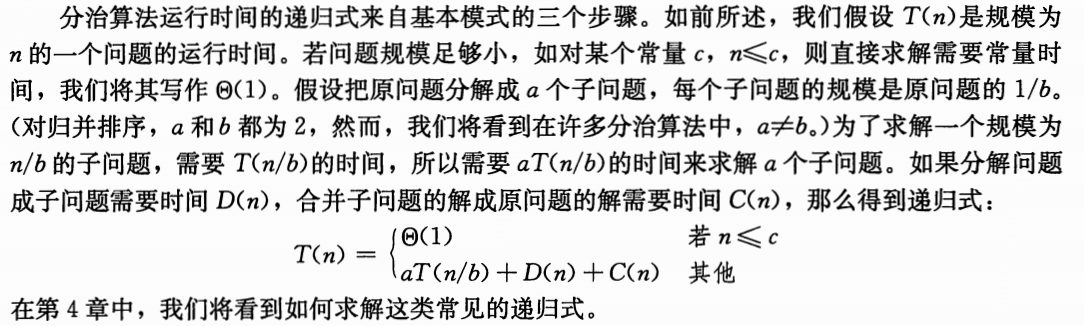 分治算法运行时间的递归式来自基本模式的三个步骤。如前所述，我们假设 T(n)是规模为
n 的一个问题的运行时间。若问题规模足够小，如对某个常量 c，n≤c，则直接求解需要常量时
间，我们将其写作 Θ(1)。假设把原问题分解成 a 个子问题，每个子问题的规模是原问题的 1/b。
(对归并排序，a 和 b 都为 2，然而，我们将看到在许多分治算法中，a≠b。)为了求解一个规模为
n/b 的子问题，需要 T(n/b)的时间，所以需要 aT(n/b)的时间来求解 a 个子问题。如果分解问题
成子问题需要时间 D(n)，合并子问题的解成原问题的解需要时间 C(n)，那么得到递归式：
T(n) = { Θ(1) 若 n≤c
aT(n/b)+D(n)+C(n) 其他
在第 4 章中，我们将看到如何求解这类常见的递归式。